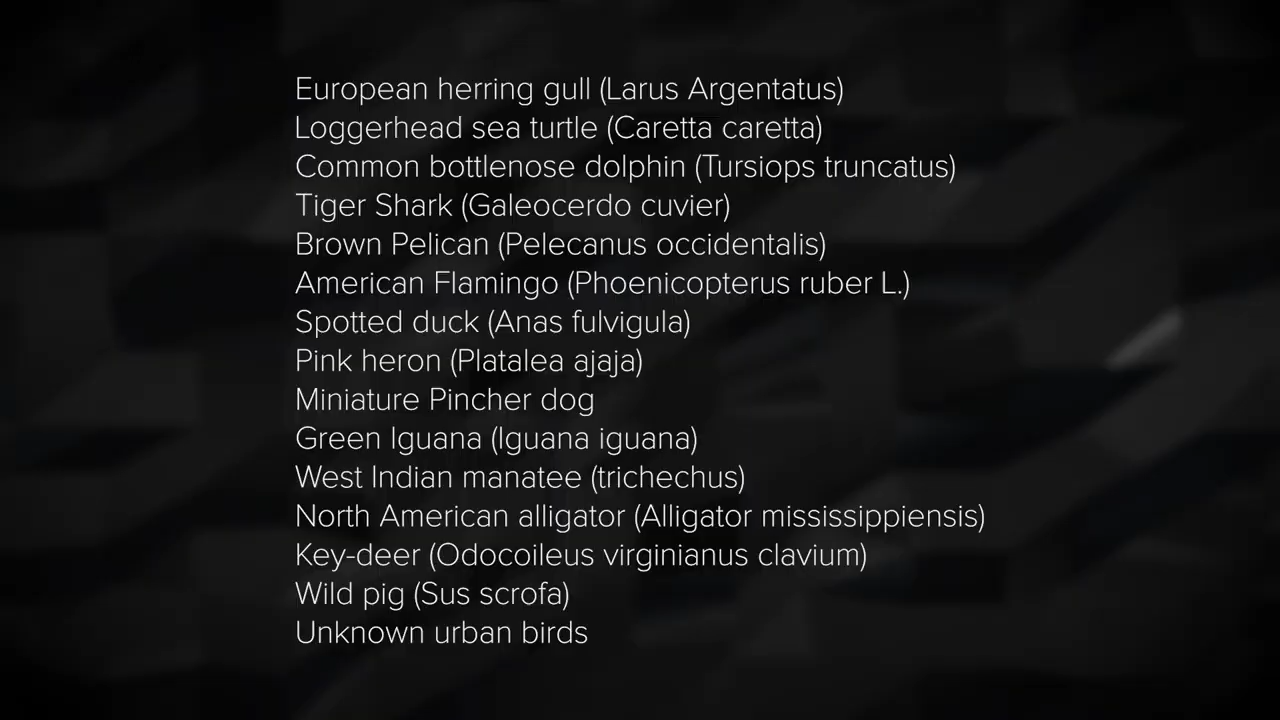 European herring gull (Larus Argentatus)
Loggerhead sea turtle (Caretta caretta)
Common bottlenose dolphin (Tursiops truncatus)
Tiger Shark (Galeocerdo cuvier)
Brown Pelican (Pelecanus occidentalis)
American Flamingo (Phoenicopterus ruber L.)
Spotted duck (Anas fulvigula)
Pink heron (Platalea ajaja)
Miniature Pincher dog
Green Iguana (Iguana iguana)
West Indian manatee (trichechus)
North American alligator (Alligator mississippiensis)
Key-deer (Odocoileus virginianus clavium)
Wild pig (Sus scrofa)
Unknown urban birds